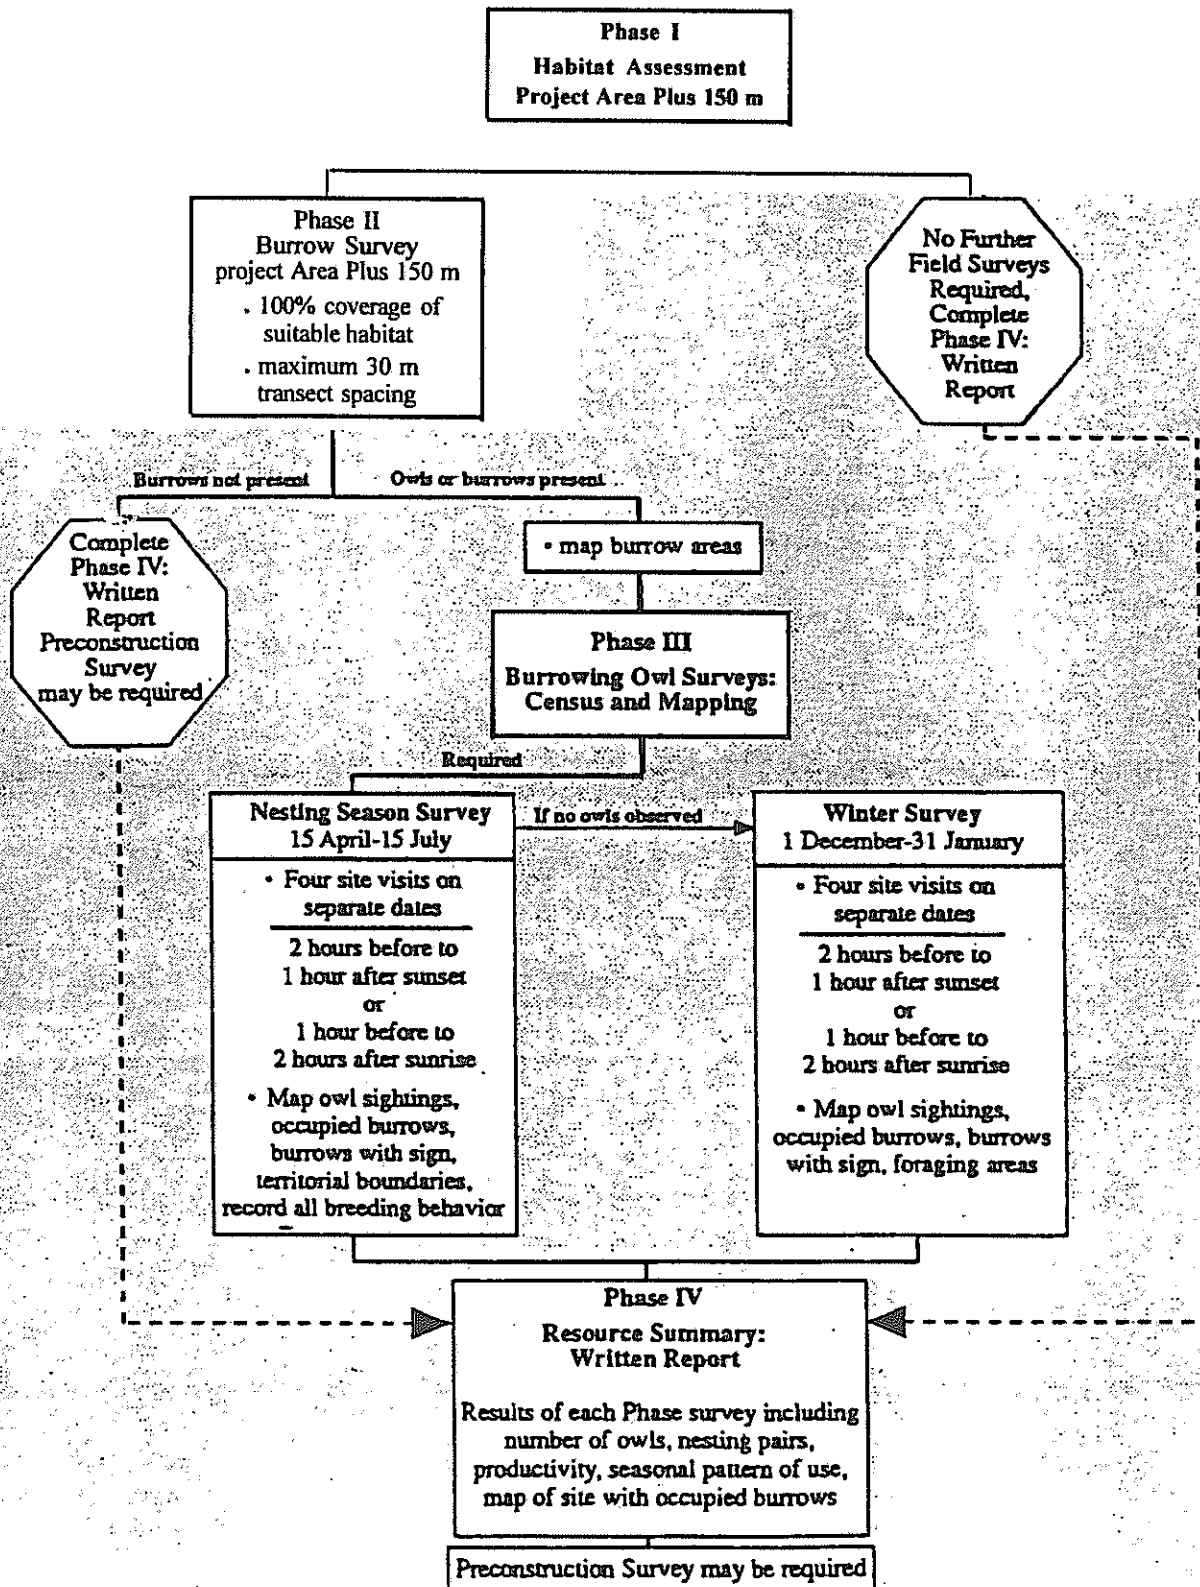 Phase I
Habitat Assessment
Project Area Plus 150 m
Phase II
Burrow Survey
project Area Plus 150 m
. 100% coverage of
suitable habitat
. maximum 30 m
transect spacing
No Further
Field Surveys
Required,
Complete
Phase IV:
Written
Report
Burrows not present
Owls or burrows present
Complete
Phase IV:
Written
Report
Preconstruction
Survey
may be required
• map burrow areas
Phase III
Burrowing Owl Surveys:
Census and Mapping
Required
Nesting Season Survey
15 April-15 July
• Four site visits on
separate dates
2 hours before to
1 hour after sunset
or
1 hour before to
2 hours after sunrise
• Map owl sightings,
occupied burrows,
burrows with sign,
territorial boundaries,
record all breeding behavior
If no owls observed
Winter Survey
1 December-31 January
• Four site visits on
separate dates
2 hours before to
1 hour after sunset
or
1 hour before to
2 hours after sunrise
• Map owl sightings,
occupied burrows, burrows
with sign, foraging areas
Phase IV
Resource Summary:
Written Report
Results of each Phase survey including
number of owls, nesting pairs,
productivity, seasonal pattern of use,
map of site with occupied burrows
Preconstruction Survey may be required